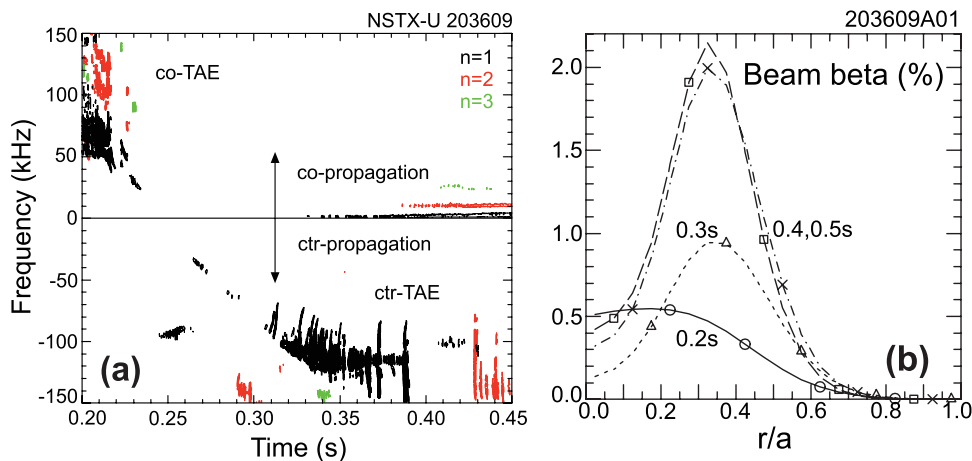 NSTX-U 203609
150
100
50
0
-50
-100
-150
Frequency (kHz)
co-TAE
n=1
n=2
n=3
co-propagation
ctr-propagation
ctr-TAE
(a)
0.20 0.25 0.30 0.35 0.40 0.45
Time (s)
203609A01
Beam beta (%)
2.0
1.5
1.0
0.5
0.0
0.3s
0.4,0.5s
0.2s
(b)
0.0 0.2 0.4 0.6 0.8 1.0
r/a